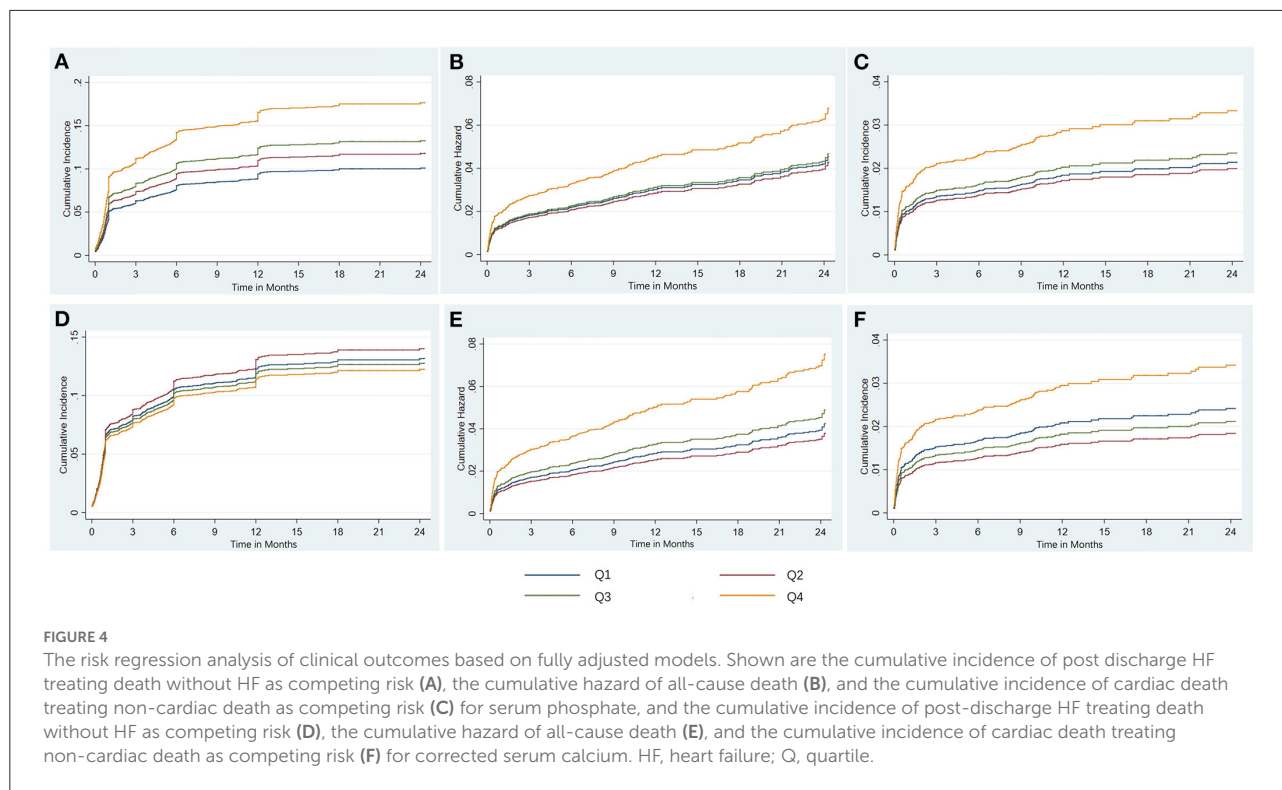 A
Cumulative Incidence
.2
.15
.1
.05
0
0 3 6 9 12 15 18 21 24
Time in Months
B
Cumulative Hazard
.08
.06
.04
.02
0
0 3 6 9 12 15 18 21 24
Time in Months
C
Cumulative Incidence
.04
.03
.02
.01
0
0 3 6 9 12 15 18 21 24
Time in Months
D
Cumulative Incidence
.15
.1
.05
0
0 3 6 9 12 15 18 21 24
Time in Months
E
Cumulative Hazard
.08
.06
.04
.02
0
0 3 6 9 12 15 18 21 24
Time in Months
F
Cumulative Incidence
.04
.03
.02
.01
0
0 3 6 9 12 15 18 21 24
Time in Months
Q1 Q2
Q3 Q4
FIGURE 4
The risk regression analysis of clinical outcomes based on fully adjusted models. Shown are the cumulative incidence of post discharge HF
treating death without HF as competing risk (A), the cumulative hazard of all-cause death (B), and the cumulative incidence of cardiac death
treating non-cardiac death as competing risk (C) for serum phosphate, and the cumulative incidence of post-discharge HF treating death
without HF as competing risk (D), the cumulative hazard of all-cause death (E), and the cumulative incidence of cardiac death treating
non-cardiac death as competing risk (F) for corrected serum calcium. HF, heart failure; Q, quartile.